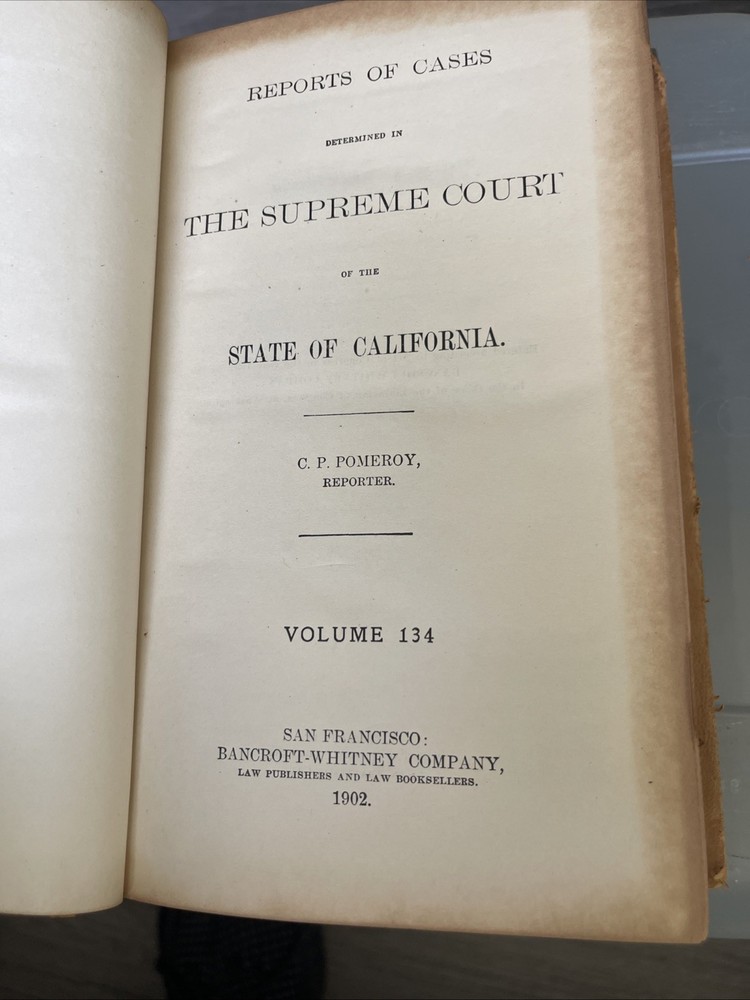 REPORTS OF CASES
DETERMINED IN
THE SUPREME COURT
OF THE
STATE OF CALIFORNIA.
C. P. POMEROY,
REPORTER.
VOLUME 134
SAN FRANCISCO:
BANCROFT-WHITNEY COMPANY,
LAW PUBLISHERS AND LAW BOOKSELLERS.
1902.